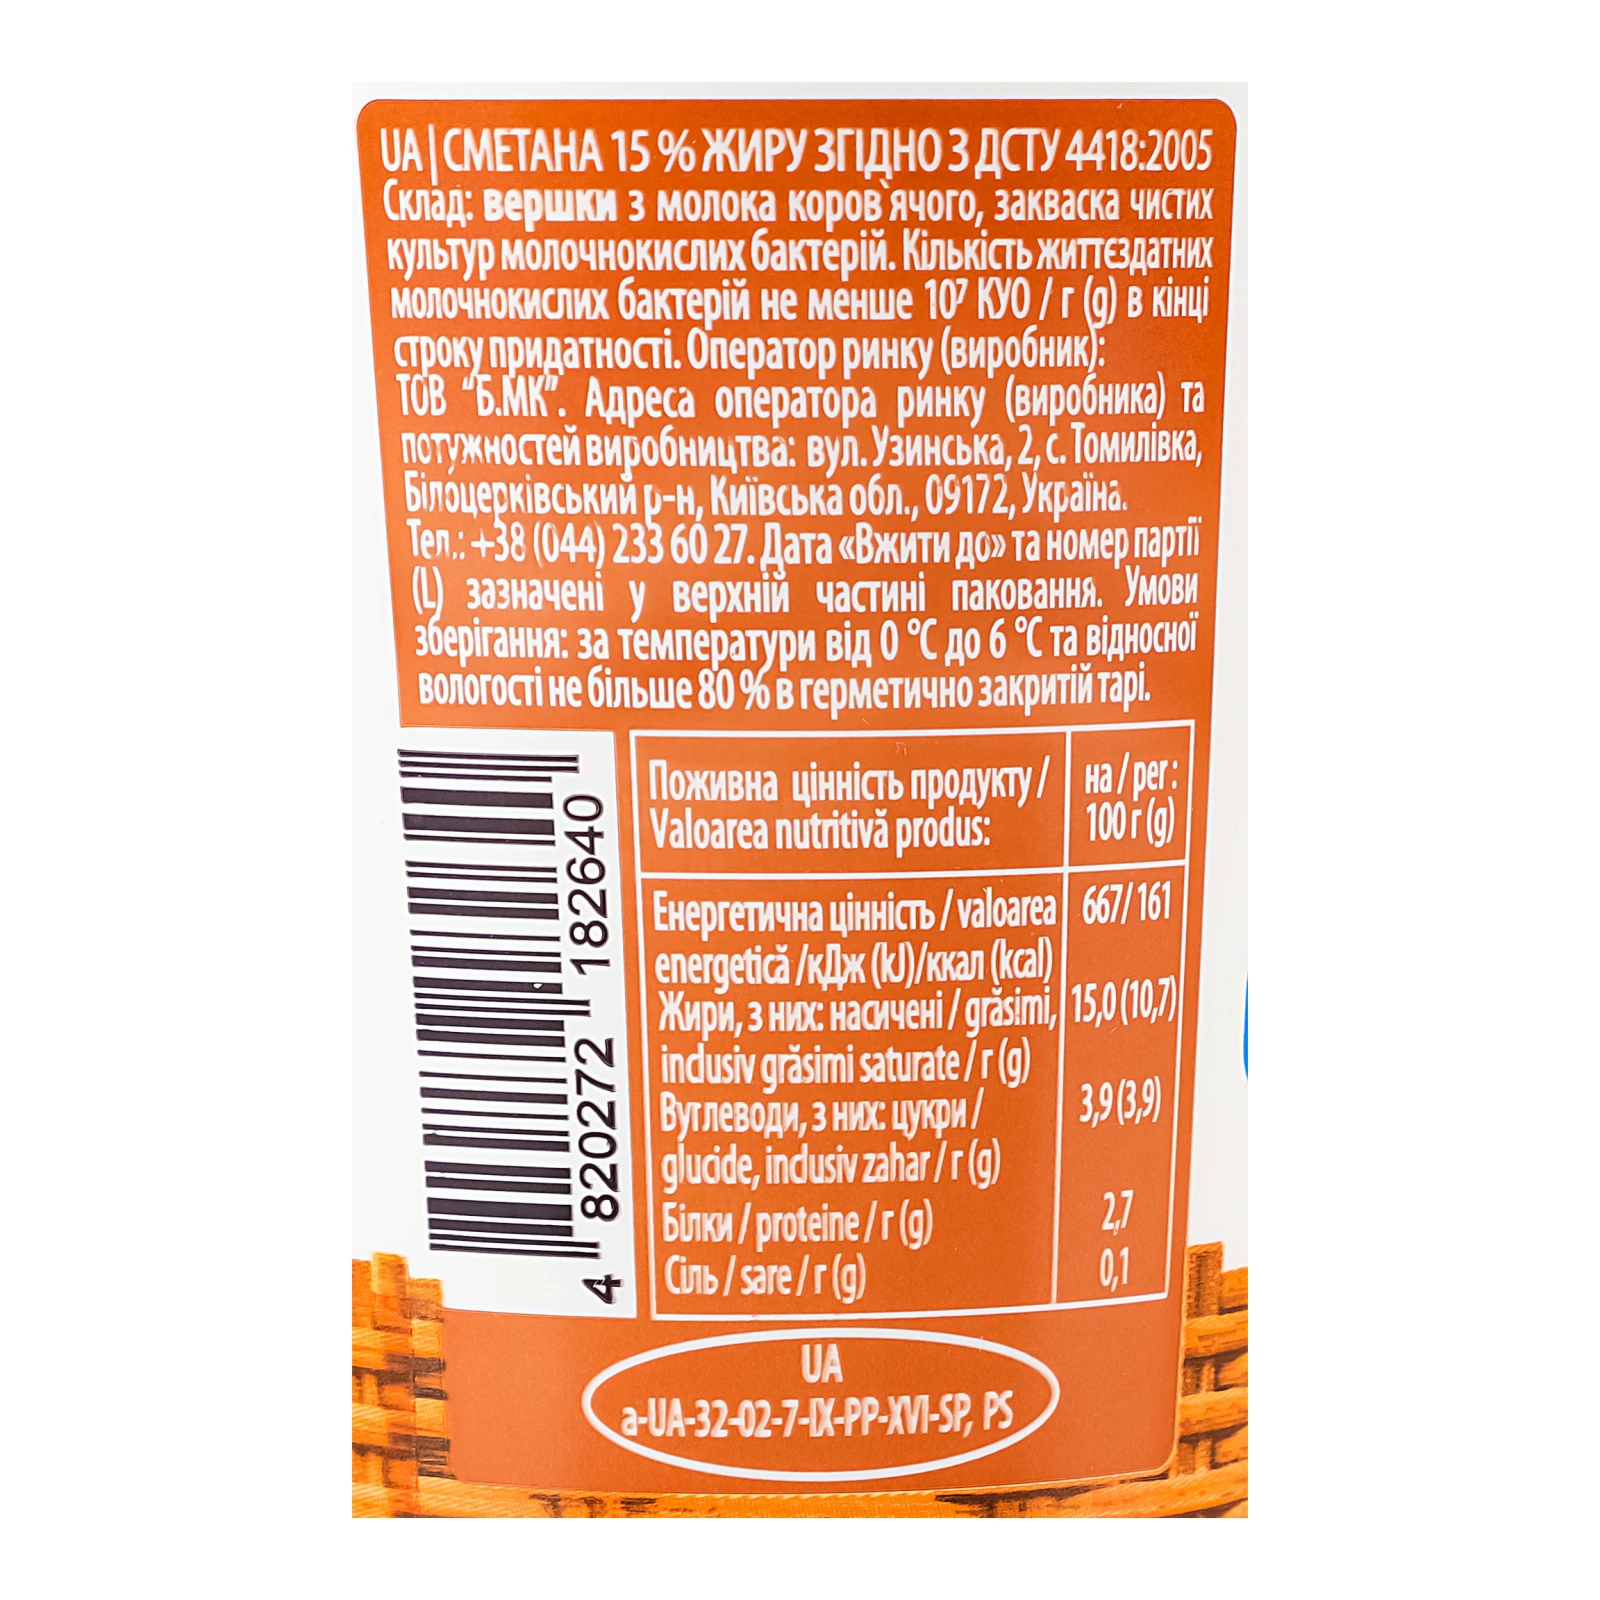 UA | СМЕТАНА 15 % ЖИРУ ЗГІДНО З ДСТУ 4418:2005
Склад: вершки з молока коров`ячого, закваска чистих
культур молочнокислих бактерій. Кількість життєздатних
молочнокислих бактерій не менше 10⁷ КУО / г (g) в кінці
строку придатності. Оператор ринку (виробник):
ТОВ “Б.МК”. Адреса оператора ринку (виробника) та
потужностей виробництва: вул. Узинська, 2, с. Томилівка,
Білоцерківський р-н, Київська обл., 09172, Україна.
Тел.: +38 (044) 233 60 27. Дата «Вжити до» та номер партії
(L) зазначені у верхній частині паковання. Умови
зберігання: за температури від 0 °С до 6 °С та відносної
вологості не більше 80 % в герметично закритій тарі.
Поживна цінність продукту / на / per :
Valoarea nutritivă produs: 100 г (g)
Енергетична цінність / valoarea 667/ 161
energetică /кДж (kJ)/ккал (kcal)
Жири, з них: насичені / grăsimi, 15,0 (10,7)
inclusiv grăsimi saturate / г (g)
Вуглеводи, з них: цукри / 3,9 (3,9)
glucide, inclusiv zahar / г (g)
Білки / proteine / г (g) 2,7
Сіль / sare / г (g) 0,1
4 820272 182640
UA
a-UA-32-02-7-IX-PP-XVI-SP, PS